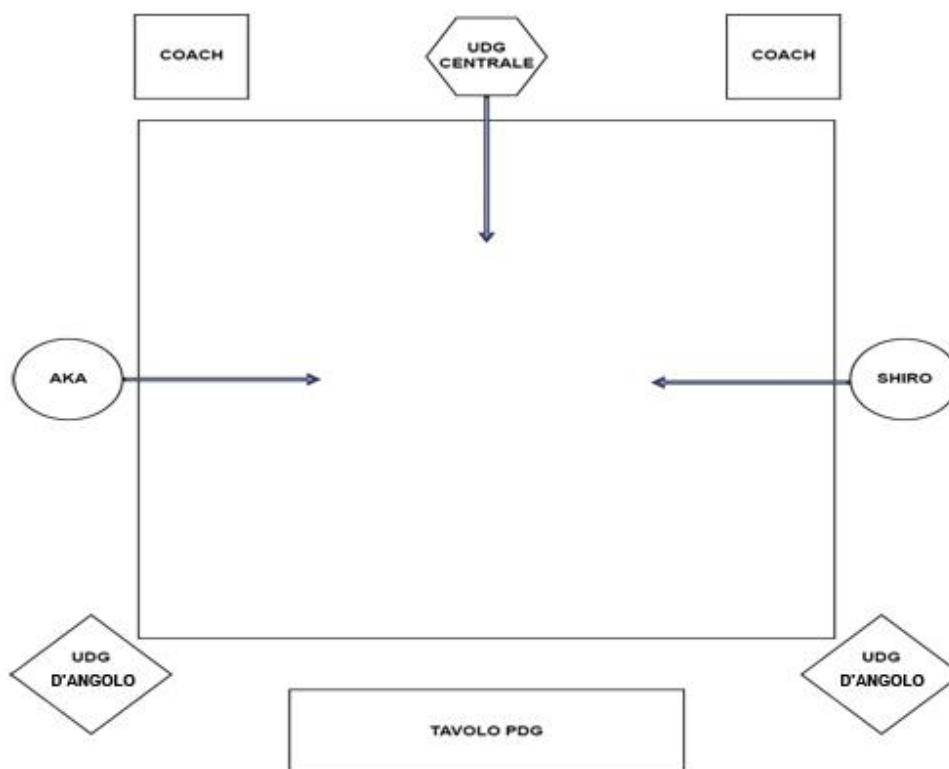 COACH
UDG
CENTRALE
COACH
AKA
SHIRO
UDG
D'ANGOLO
UDG
D'ANGOLO
TAVOLO PDG